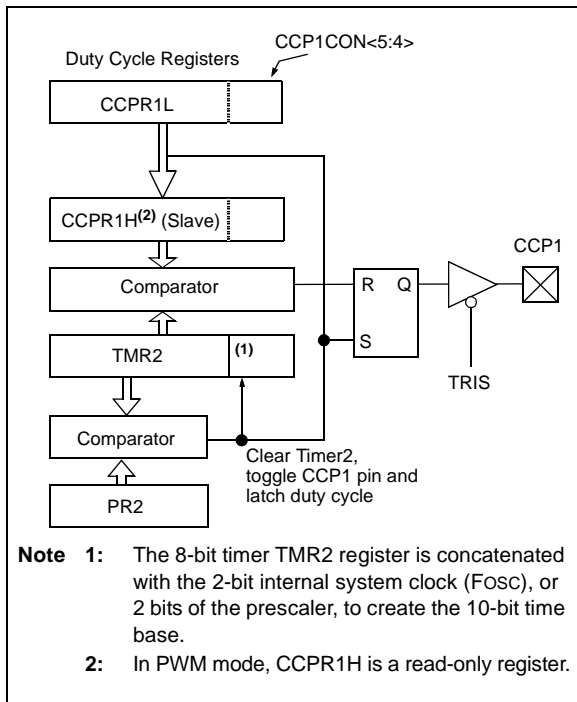 CCP1CON<5:4>
Duty Cycle Registers
CCPR1L
CCPR1H(2) (Slave)
CCP1
Comparator
R Q
TMR2 (1)
S
TRIS
Comparator
Clear Timer2,
toggle CCP1 pin and
latch duty cycle
PR2
Note 1: The 8-bit timer TMR2 register is concatenated
with the 2-bit internal system clock (FOSC), or
2 bits of the prescaler, to create the 10-bit time
base.
2: In PWM mode, CCPR1H is a read-only register.